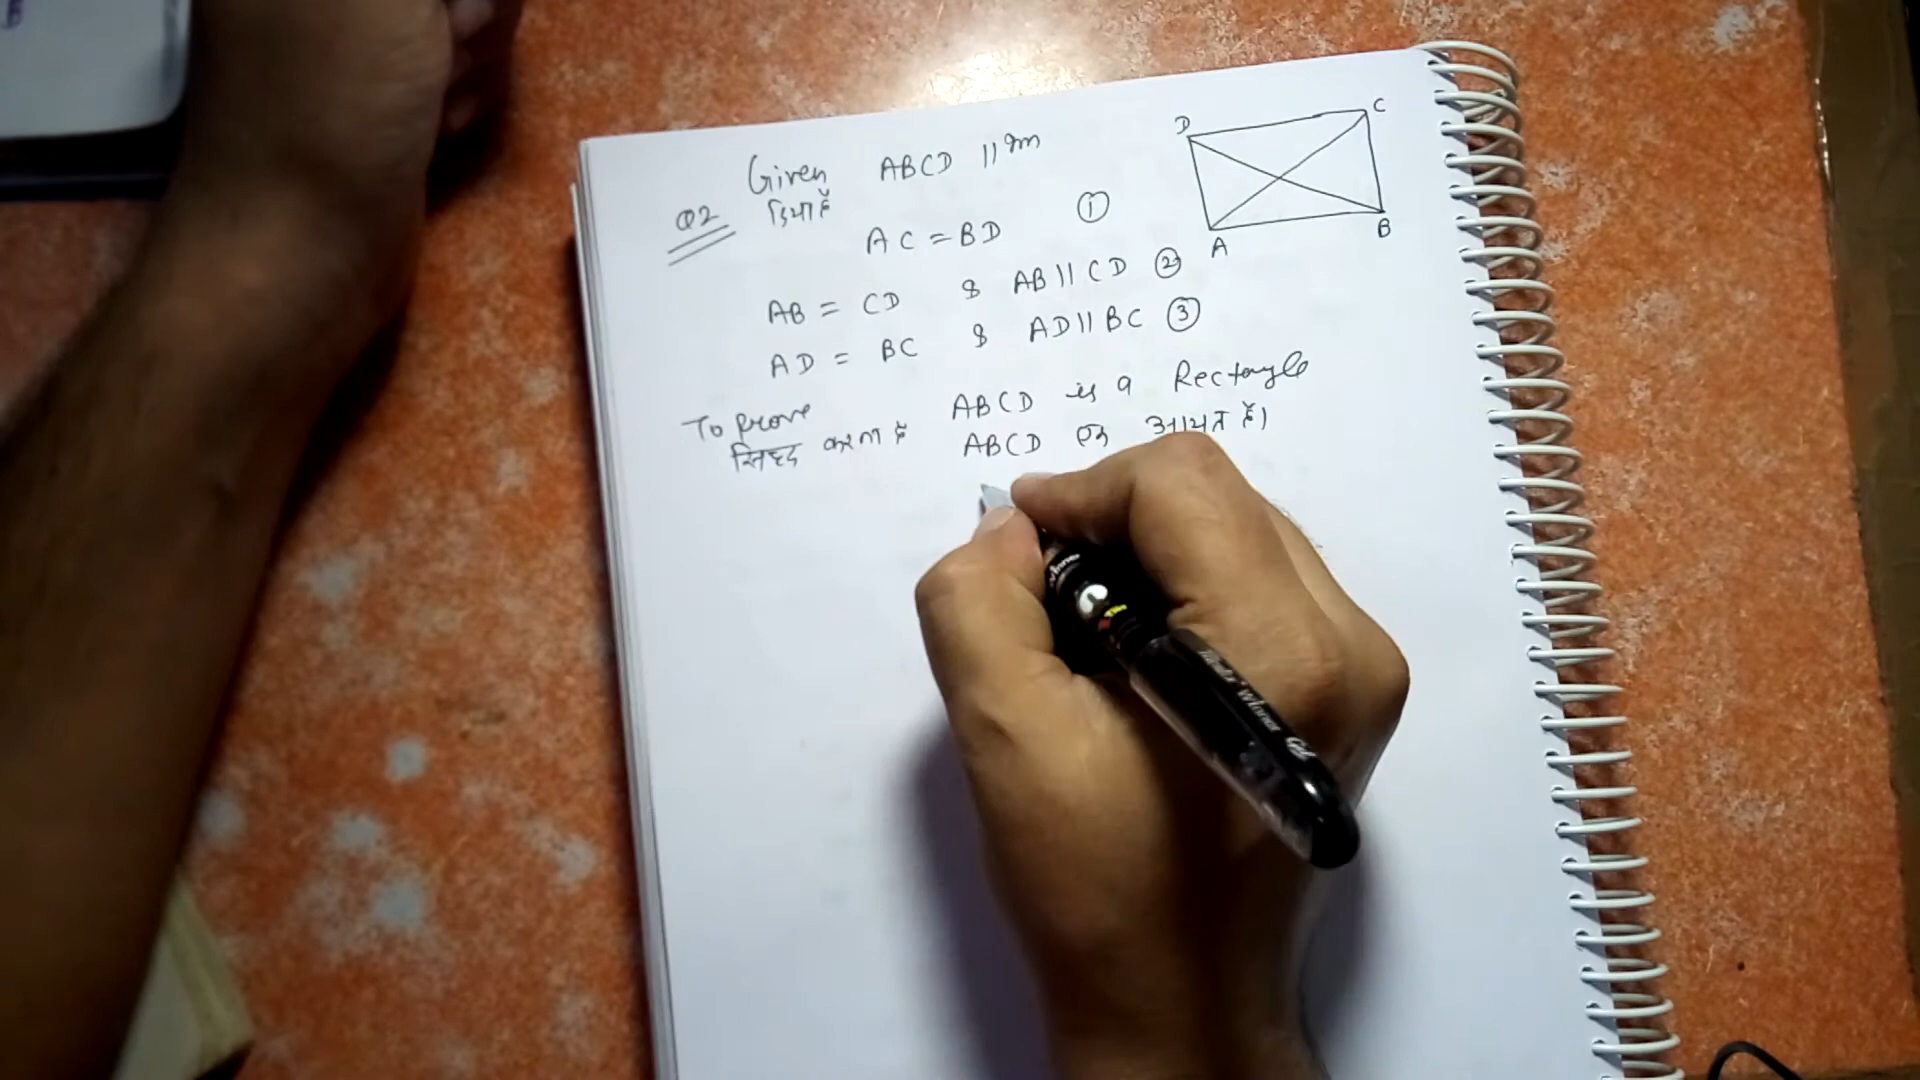 Given ABCD ||gm
दिया है
Q2
AC = BD ①
AB = CD & AB || CD ②
AD = BC & AD || BC ③
To Prove ABCD is a Rectangle
सिद्ध करना है ABCD एक आयत है।
D C
A B